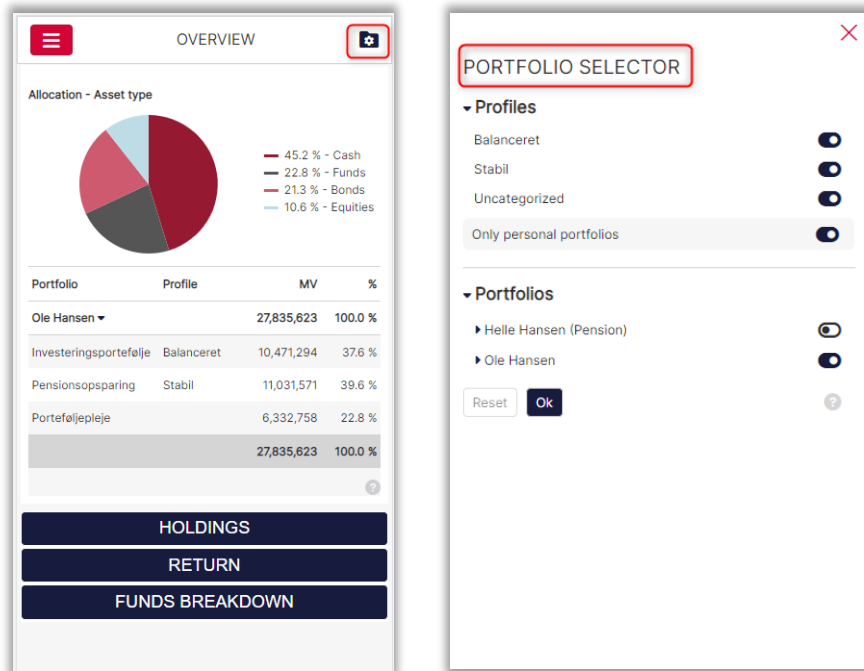 OVERVIEW
Allocation - Asset type
45.2 % - Cash
22.8 % - Funds
21.3 % - Bonds
10.6 % - Equities
Portfolio Profile MV %
Ole Hansen 27,835,623 100.0 %
Investeringsportefølje Balanceret 10,471,294 37.6 %
Pensionsopsparing Stabil 11,031,571 39.6 %
Porteføljepleje 6,332,758 22.8 %
27,835,623 100.0 %
?
HOLDINGS
RETURN
FUNDS BREAKDOWN
PORTFOLIO SELECTOR
Profiles
Balanceret
Stabil
Uncategorized
Only personal portfolios
Portfolios
Helle Hansen (Pension)
Ole Hansen
Reset Ok ?